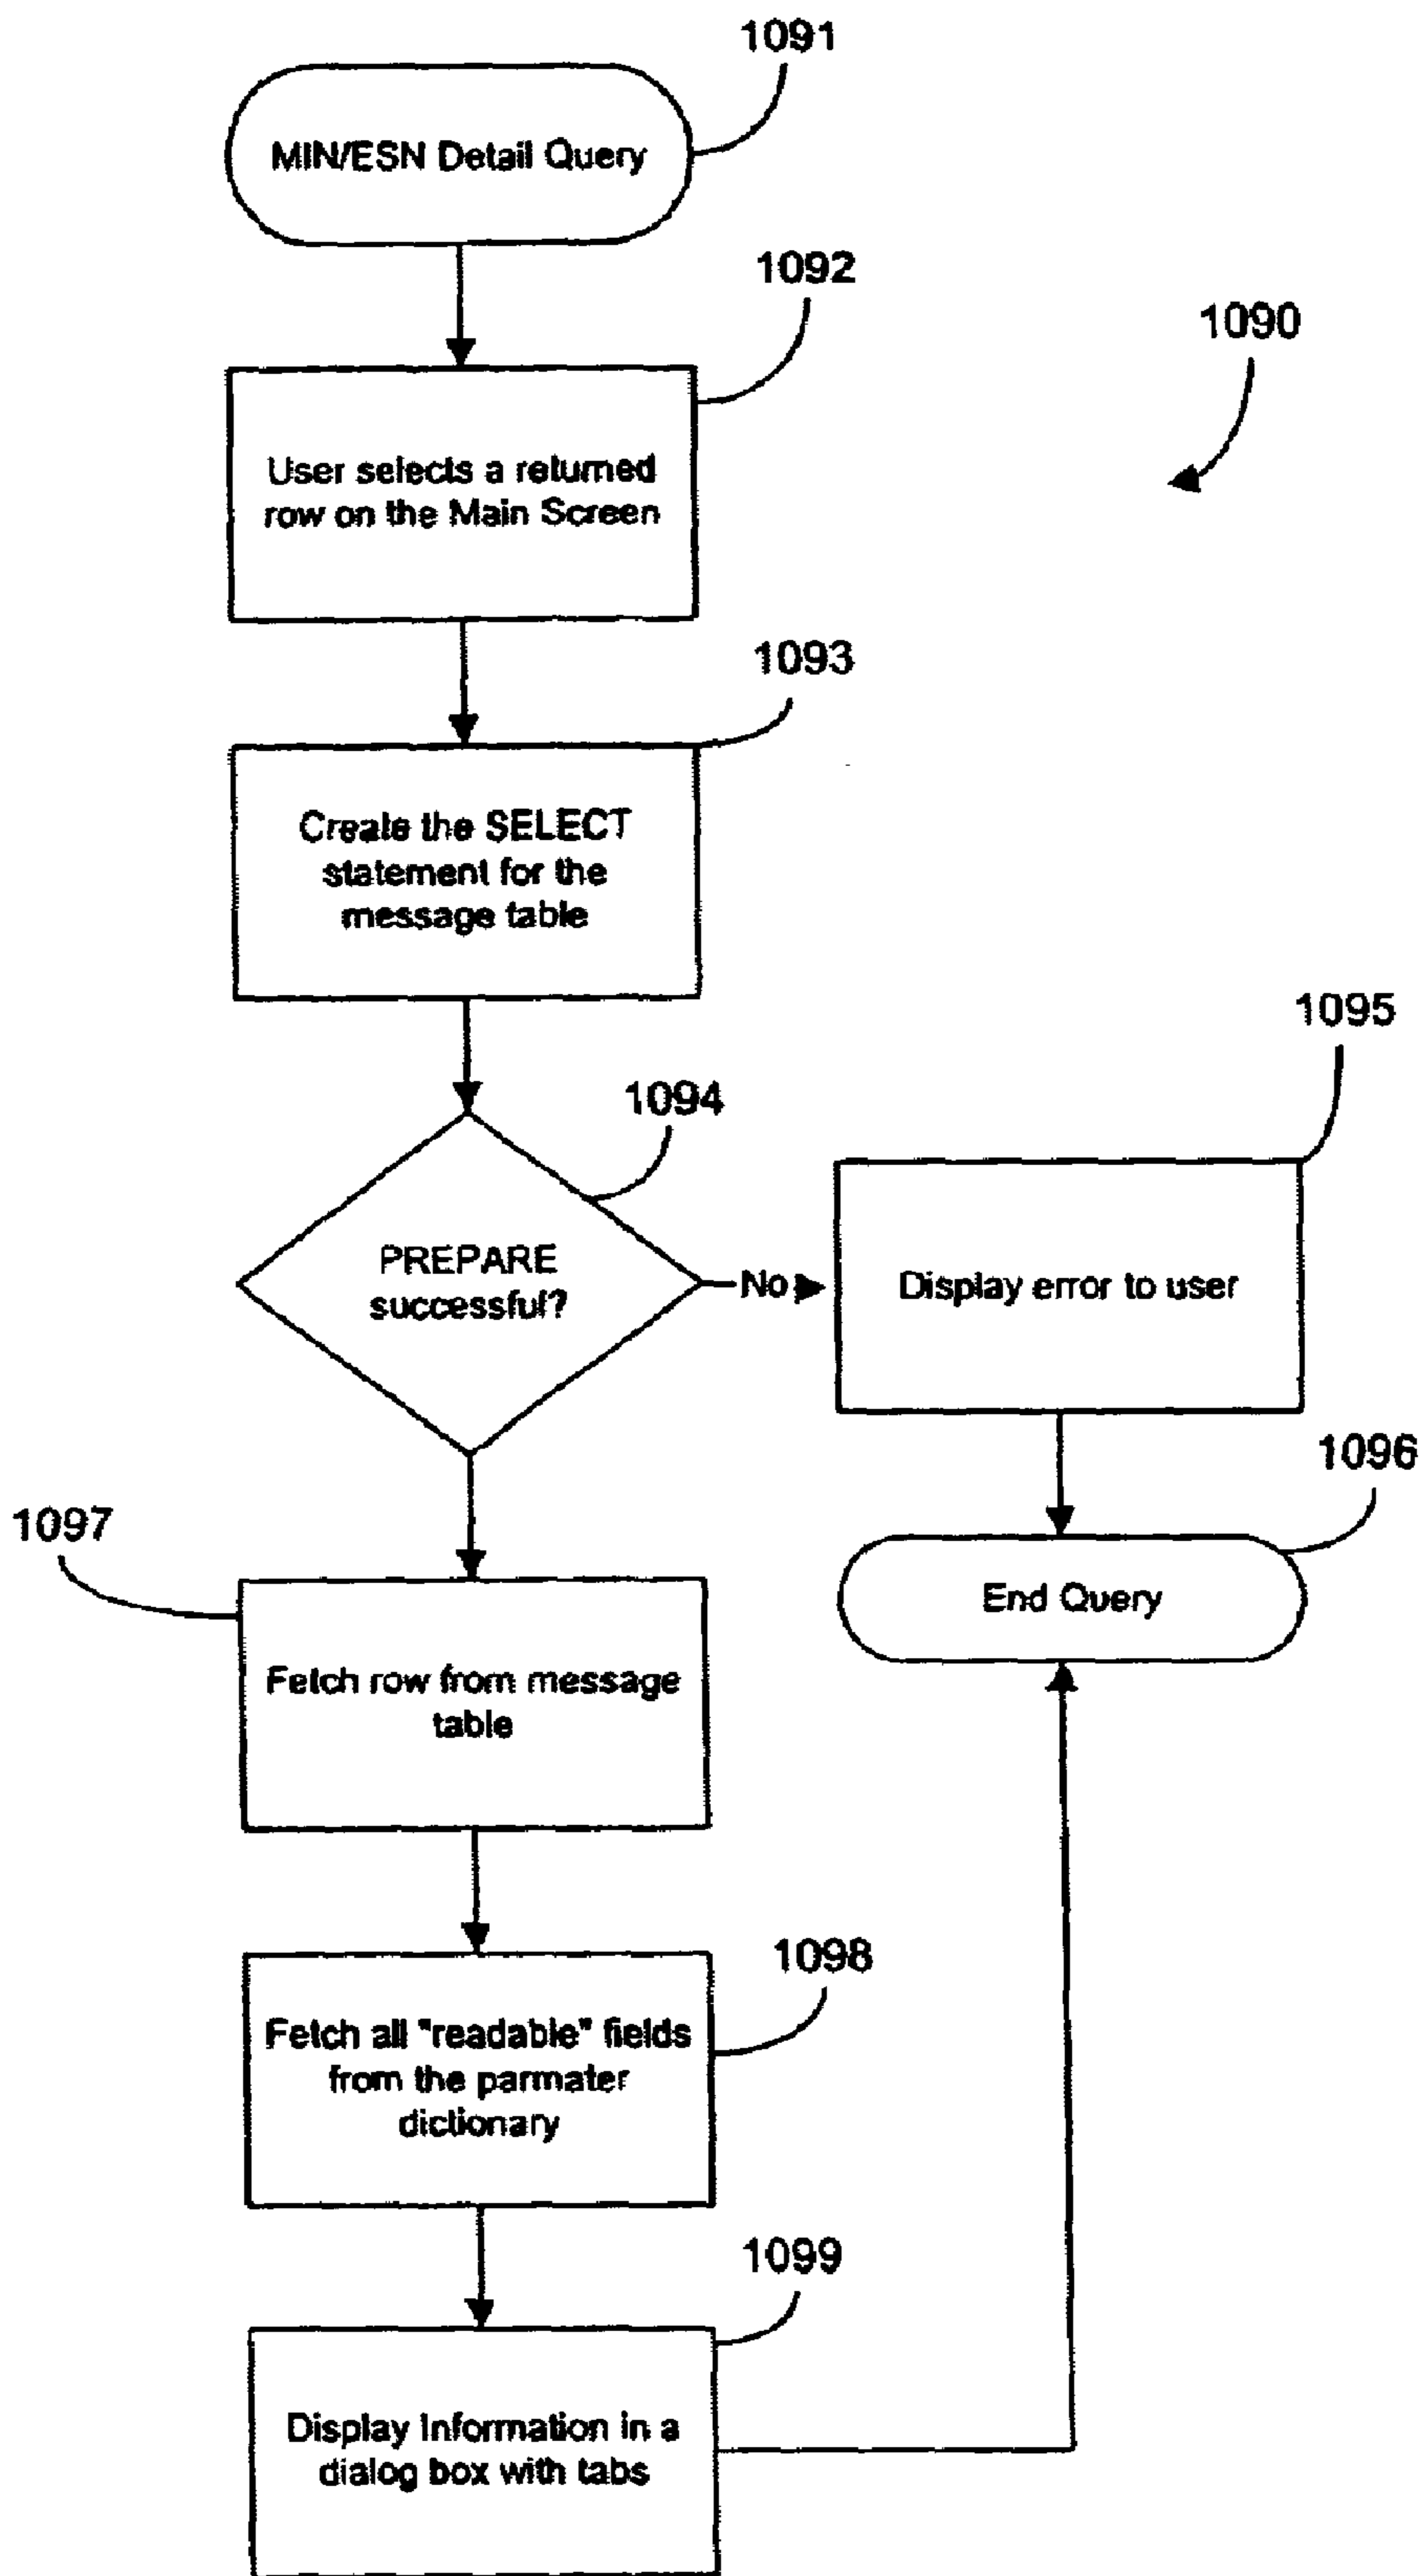 1091
MIN/ESN Detail Query
1092
1090
User selects a returned
row on the Main Screen
1093
Create the SELECT
statement for the
message table
1095
1094
PREPARE
successful?
No
Display error to user
1096
1097
End Query
Fetch row from message
table
1098
Fetch all "readable" fields
from the parmater
dictionary
1099
Display Information in a
dialog box with tabs